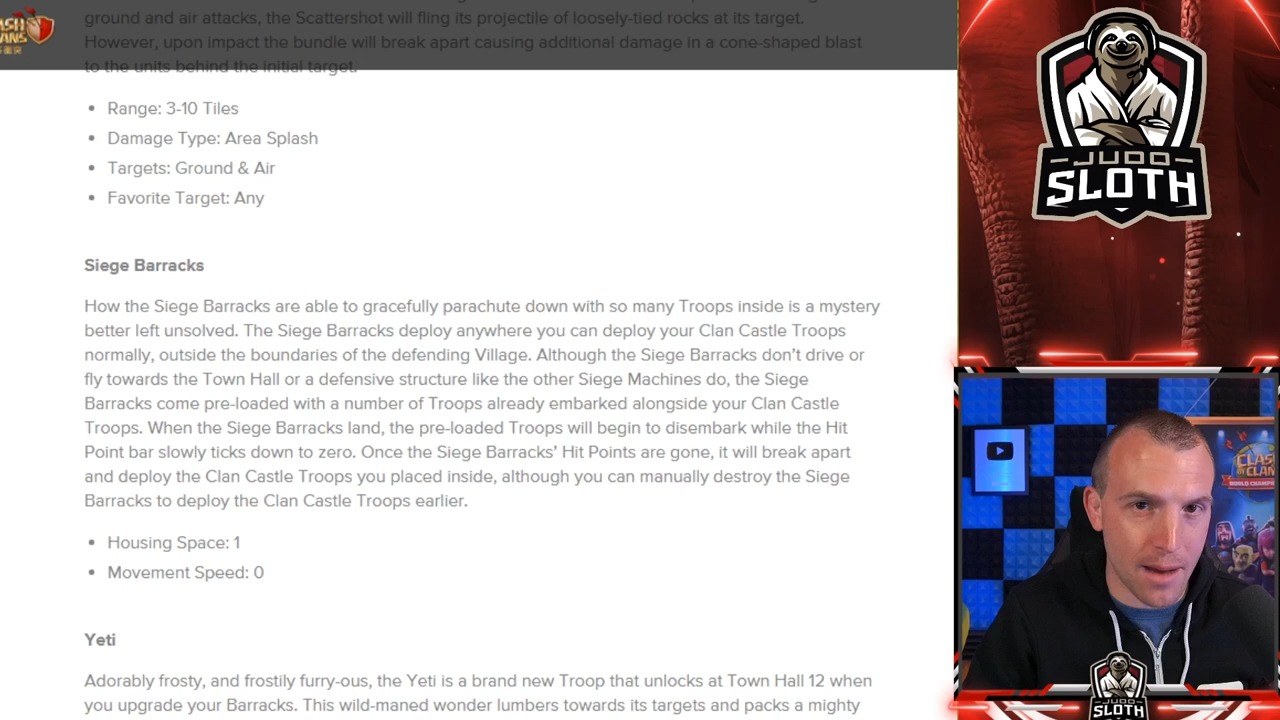 ground and air attacks, the Scattershot will fling its projectile of loosely-tied rocks at its target.
However, upon impact the bundle will break apart causing additional damage in a cone-shaped blast
to the units behind the initial target.
Range: 3-10 Tiles
Damage Type: Area Splash
Targets: Ground & Air
Favorite Target: Any
Siege Barracks
How the Siege Barracks are able to gracefully parachute down with so many Troops inside is a mystery
better left unsolved. The Siege Barracks deploy anywhere you can deploy your Clan Castle Troops
normally, outside the boundaries of the defending Village. Although the Siege Barracks don't drive or
fly towards the Town Hall or a defensive structure like the other Siege Machines do, the Siege
Barracks come pre-loaded with a number of Troops already embarked alongside your Clan Castle
Troops. When the Siege Barracks land, the pre-loaded Troops will begin to disembark while the Hit
Point bar slowly ticks down to zero. Once the Siege Barracks' Hit Points are gone, it will break apart
and deploy the Clan Castle Troops you placed inside, although you can manually destroy the Siege
Barracks to deploy the Clan Castle Troops earlier.
Housing Space: 1
Movement Speed: 0
Yeti
Adorably frosty, and frostily furry-ous, the Yeti is a brand new Troop that unlocks at Town Hall 12 when
you upgrade your Barracks. This wild-maned wonder lumbers towards its targets and packs a mighty
JUDO
SLOTH
CLASH
CLAN
WORLD CHAMP
JUDO
SLOTH